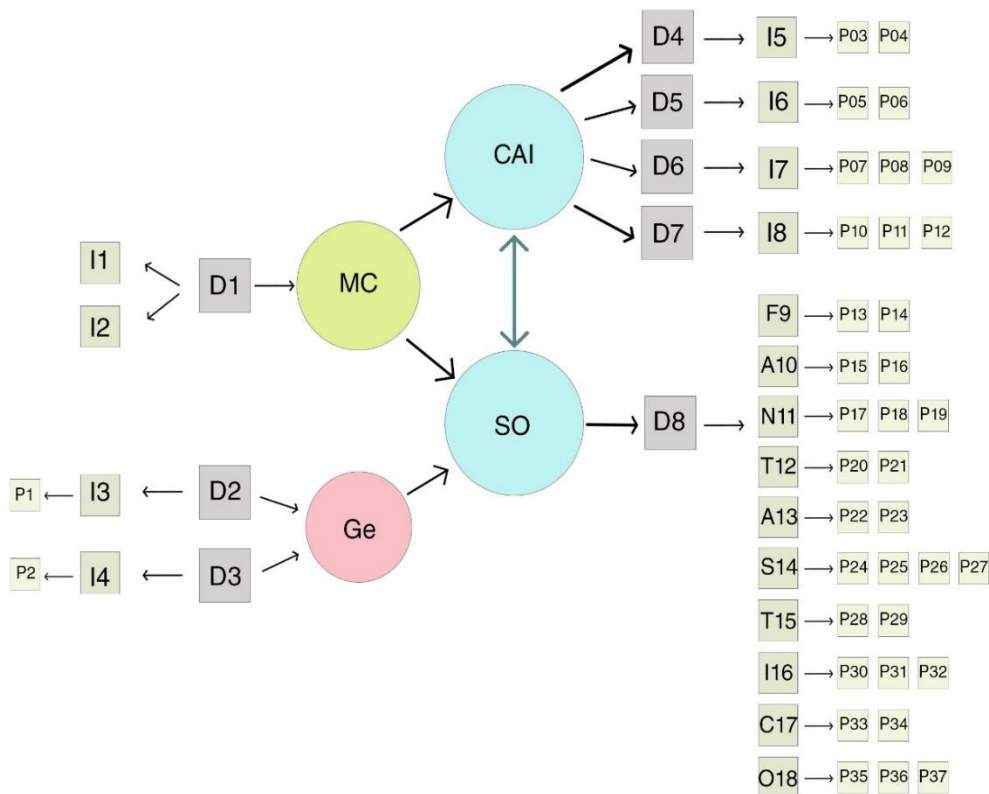 D4 I5 P03 P04
D5 I6 P05 P06
CAI
D6 I7 P07 P08 P09
D7 I8 P10 P11 P12
I1
D1 MC
I2
F9 P13 P14
A10 P15 P16
SO D8 N11 P17 P18 P19
T12 P20 P21
P1 I3 D2
Ge
A13 P22 P23
P2 I4 D3
S14 P24 P25 P26 P27
T15 P28 P29
I16 P30 P31 P32
C17 P33 P34
O18 P35 P36 P37